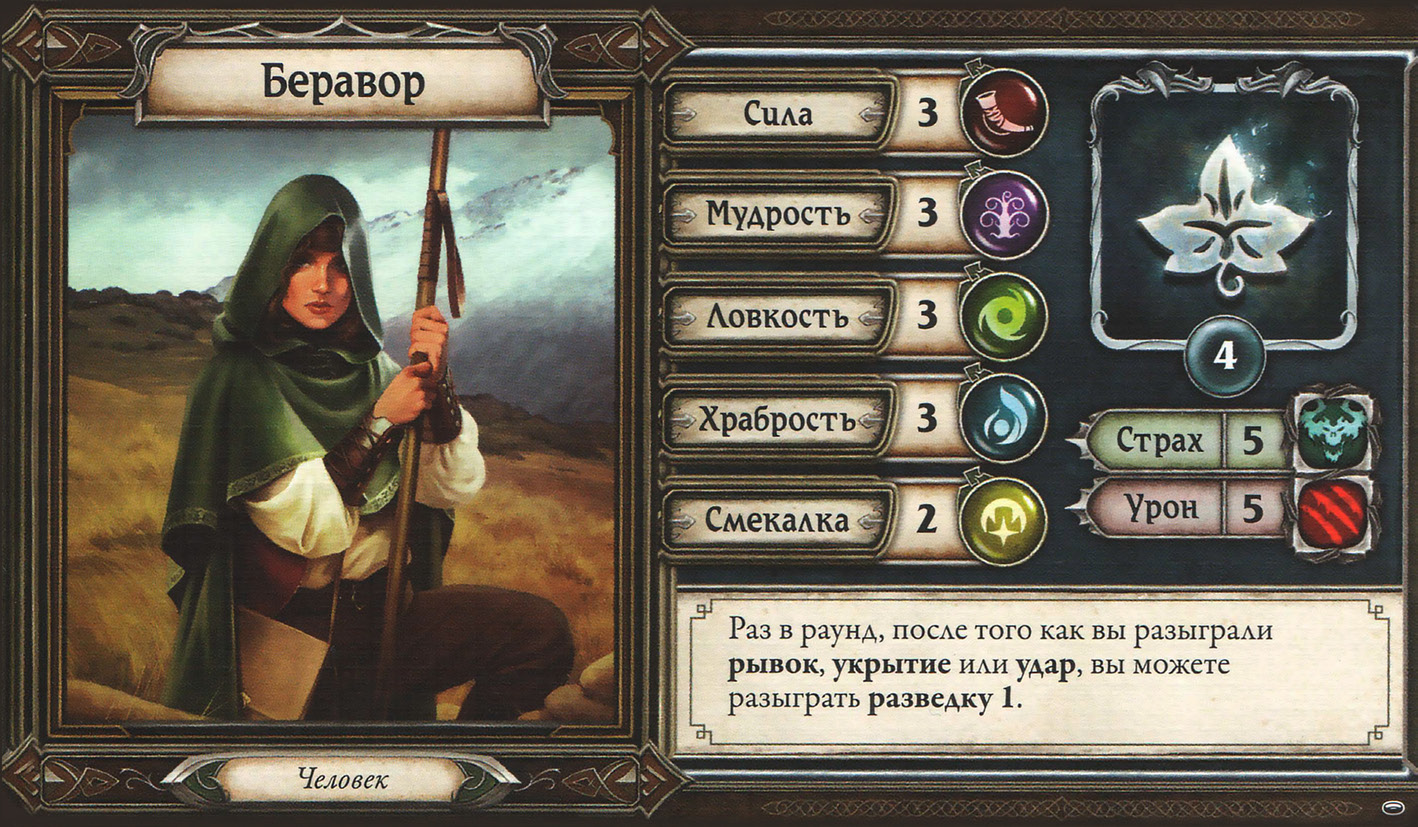 Беравор
Человек
Сила 3
Мудрость 3
Ловкость 3
Храбрость 3
Смекалка 2
4
Страх 5
Урон 5
Раз в раунд, после того как вы разыграли
рывок, укрытие или удар, вы можете
разыграть разведку 1.